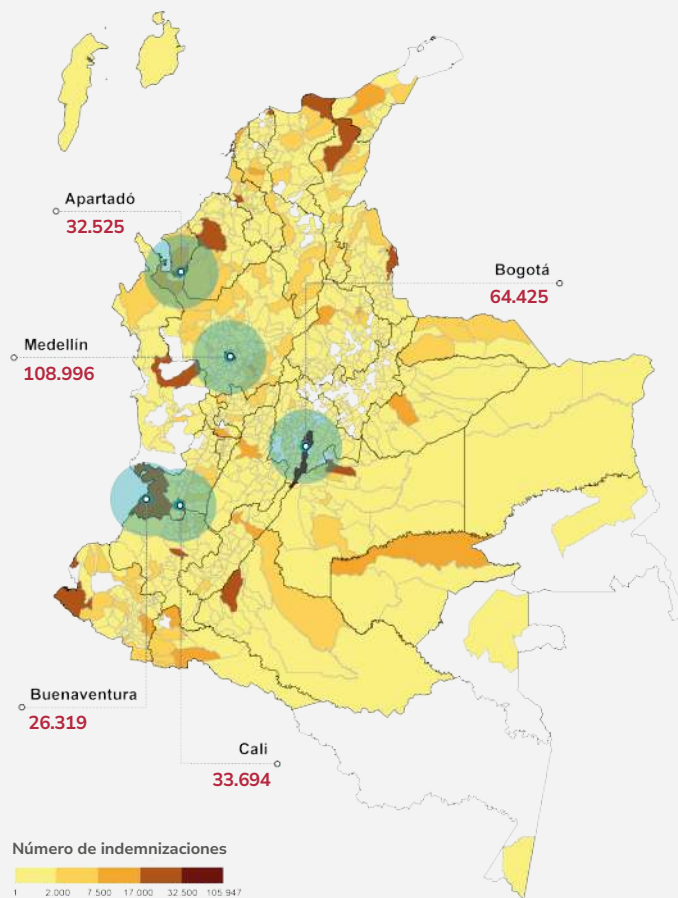 Apartadó
32.525
Bogotá
64.425
Medellín
108.996
Buenaventura
26.319
Cali
33.694
Número de indemnizaciones
1 2.000 7.500 17.000 32.500 105.947